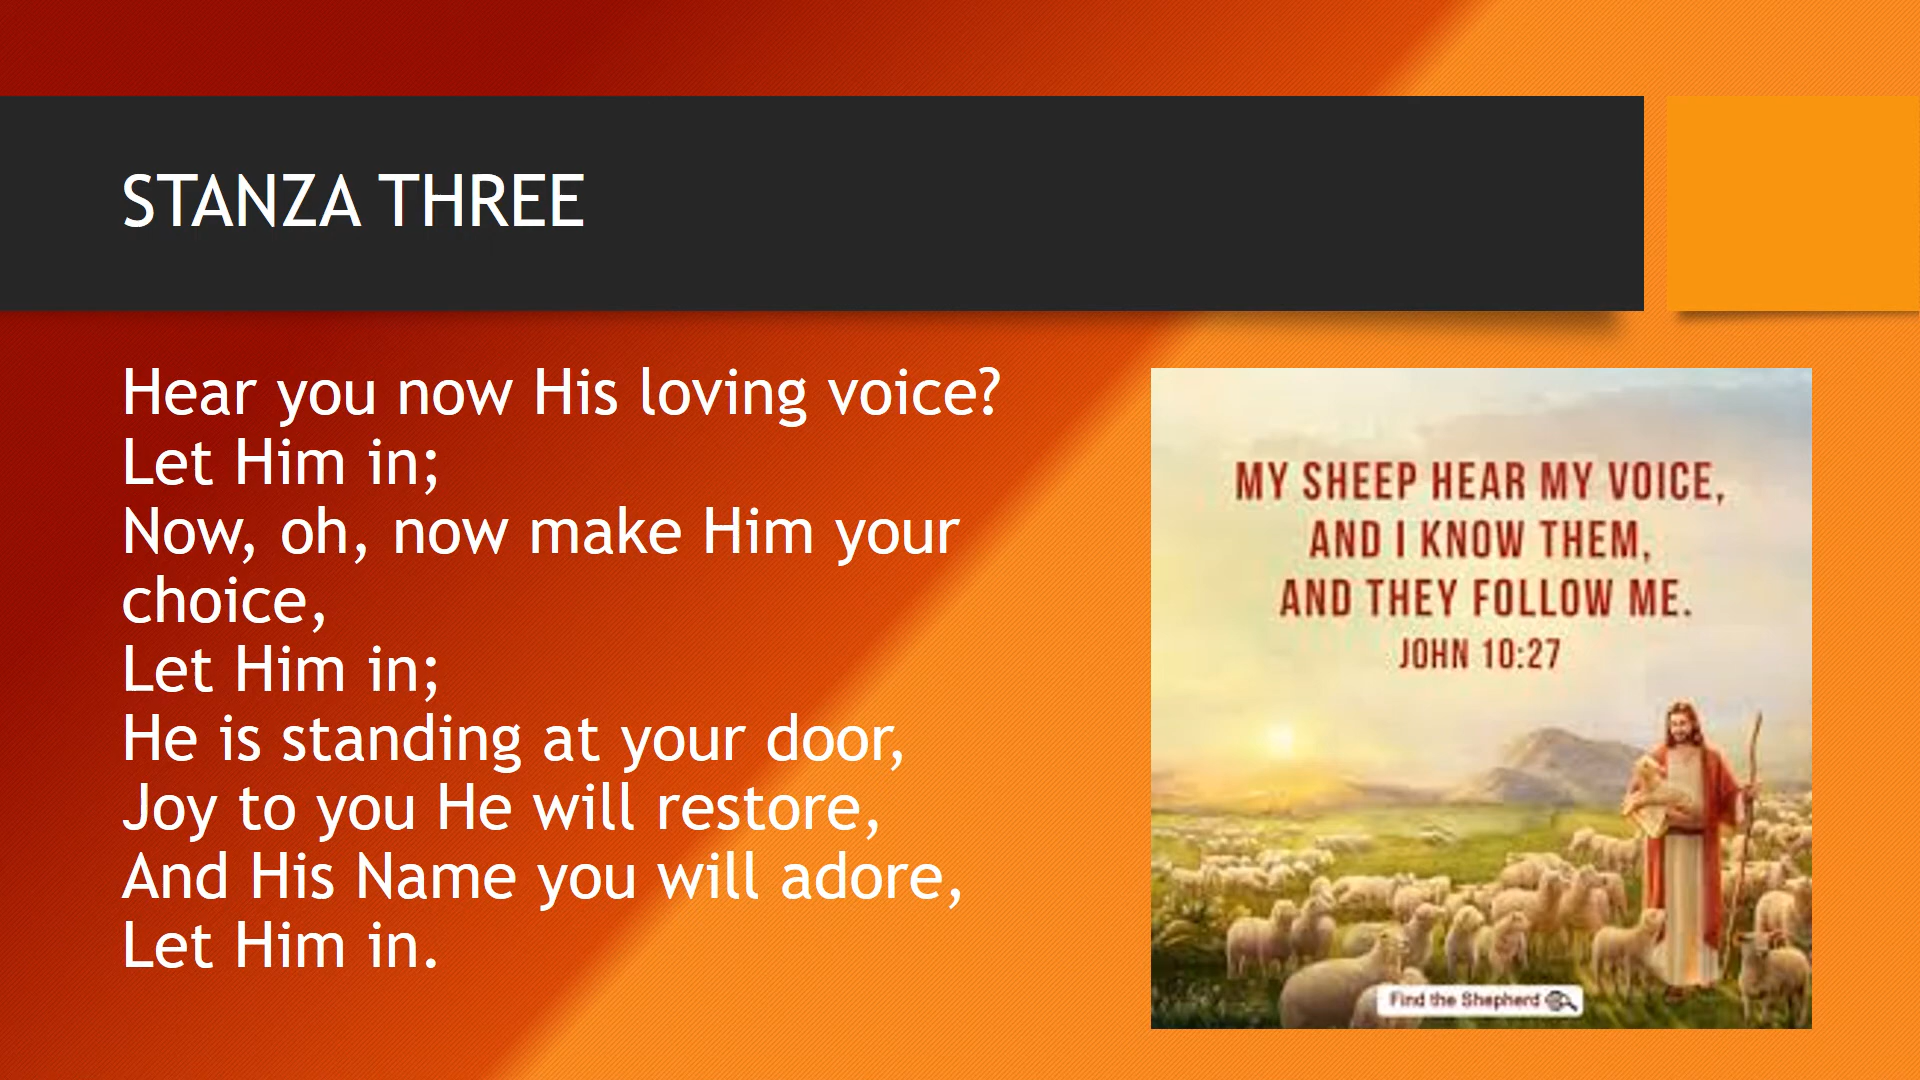 STANZA THREE
Hear you now His loving voice?
Let Him in;
Now, oh, now make Him your
choice,
Let Him in;
He is standing at your door,
Joy to you He will restore,
And His Name you will adore,
Let Him in.
MY SHEEP HEAR MY VOICE,
AND I KNOW THEM,
AND THEY FOLLOW ME.
JOHN 10:27
Find the Shepherd